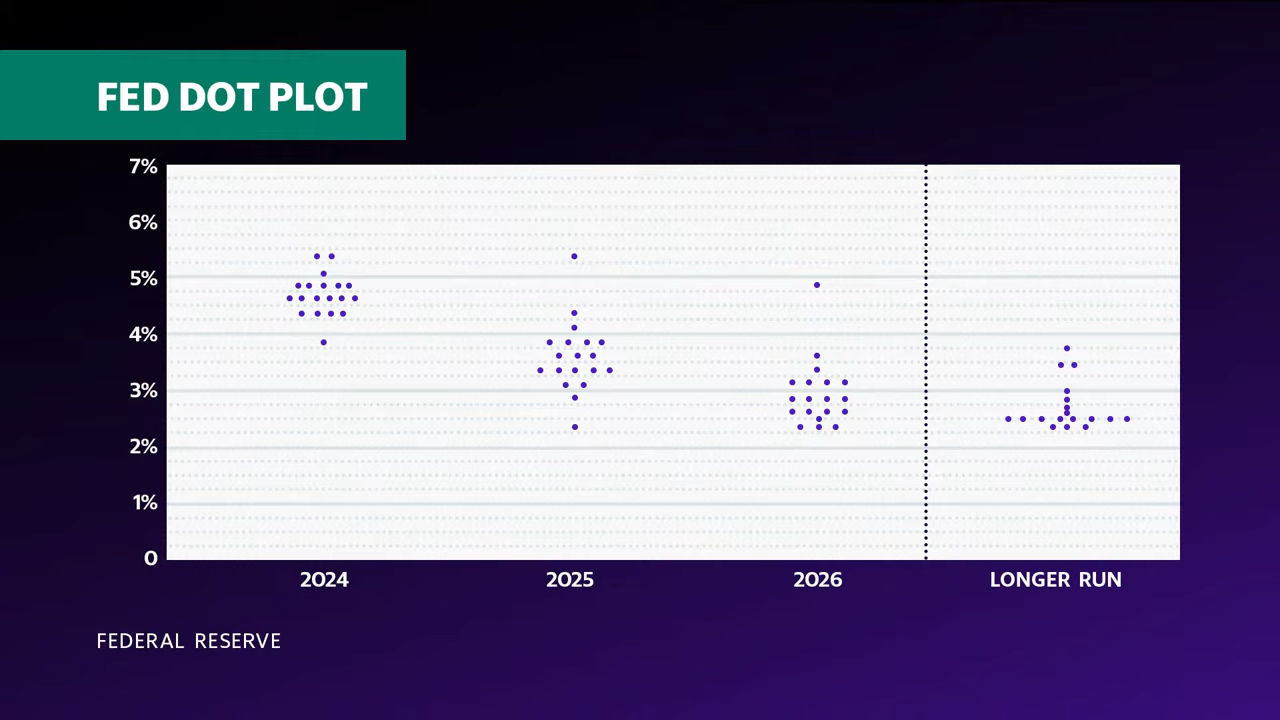 FED DOT PLOT
7%
6%
5%
4%
3%
2%
1%
0
2024 2025 2026 LONGER RUN
FEDERAL RESERVE